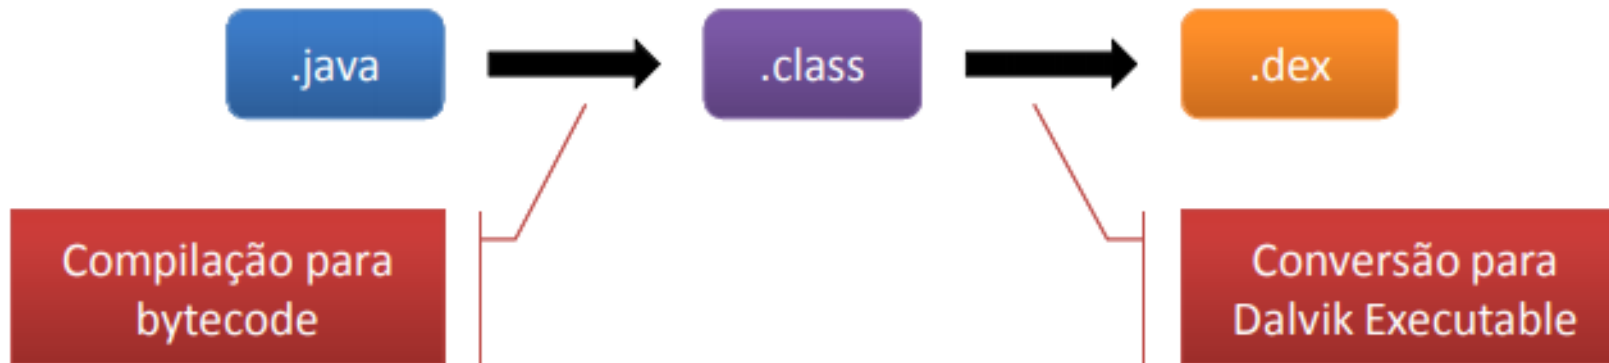 .java
.class
.dex
Compilação para
bytecode
Conversão para
Dalvik Executable